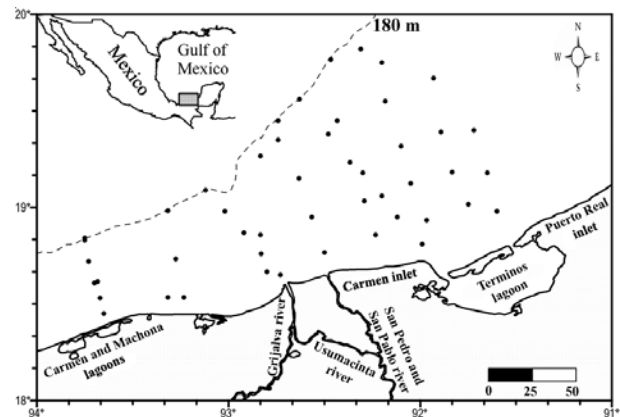 20°
180 m
Gulf of
Mexico
Mexico
N
W E
S
19°
Puerto Real
inlet
Carmen inlet
Terminos
lagoon
Carmen and Machona
lagoons
Grijalva river
Usumacinta
river
San Pedro and
San Pablo river
0 25 50
18°
94° 93° 92° 91°